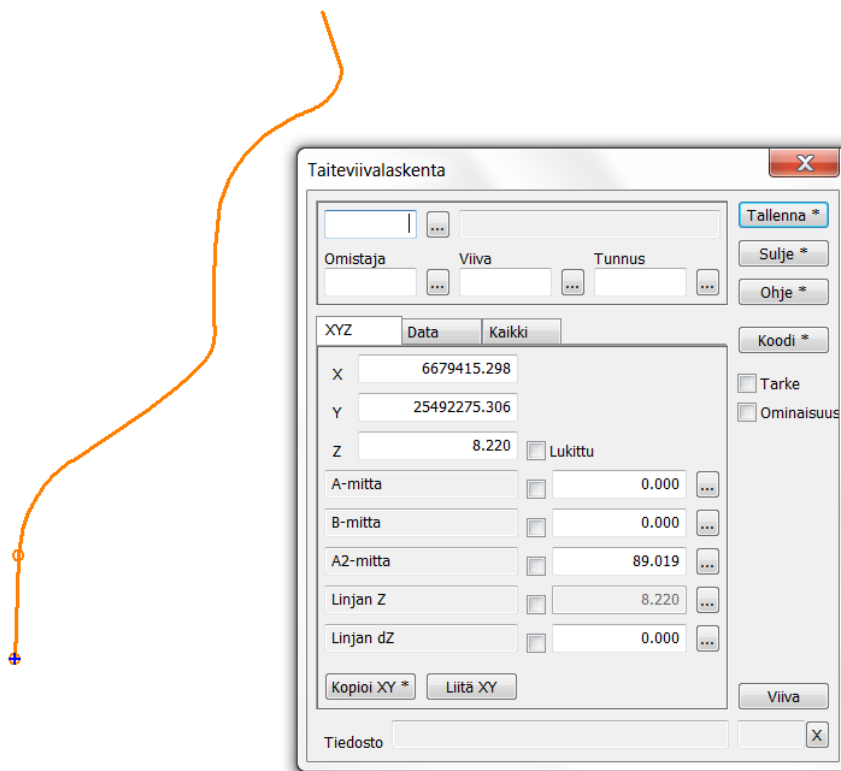 Taiteviivalaskenta
X
Tallenna *
...
Sulje *
Omistaja Viiva Tunnus
... ... ...
Ohje *
XYZ Data Kaikki
Koodi *
X 6679415.298
Tarke
Y 25492275.306
Ominaisuus
Z 8.220 Lukittu
A-mitta 0.000 ...
B-mitta 0.000 ...
A2-mitta 89.019 ...
Linjan Z 8.220 ...
Linjan dZ 0.000 ...
Kopioi XY * Liitä XY
Viiva
Tiedosto X